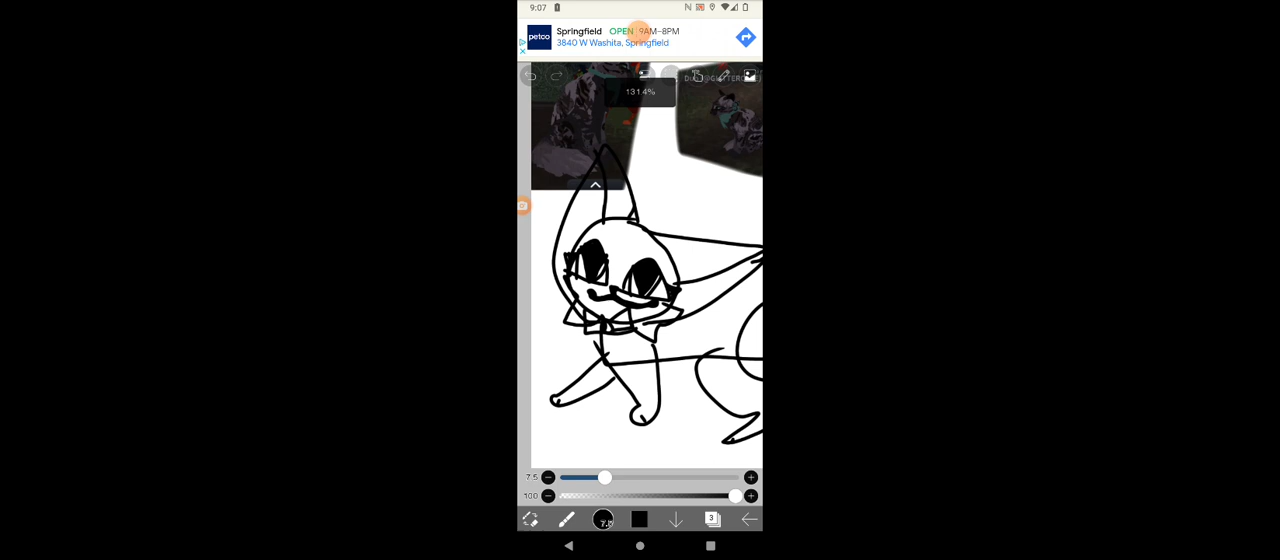 9:07
petco
Springfield OPEN 9AM–8PM
3840 W Washita, Springfield
131.4%
7.5
100
3